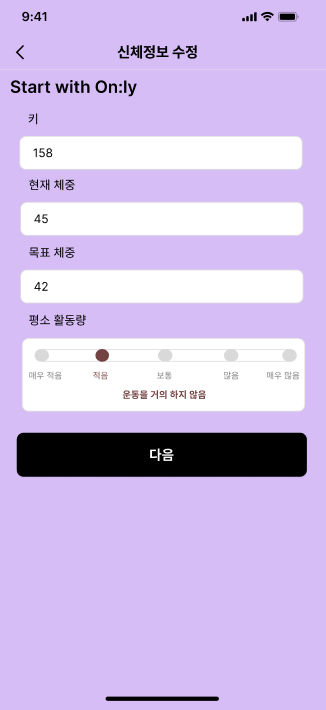 9:41
신체정보 수정
Start with On:ly
키
158
현재 체중
45
목표 체중
42
평소 활동량
매우 적음 적음 보통 많음 매우 많음
운동을 거의 하지 않음
다음